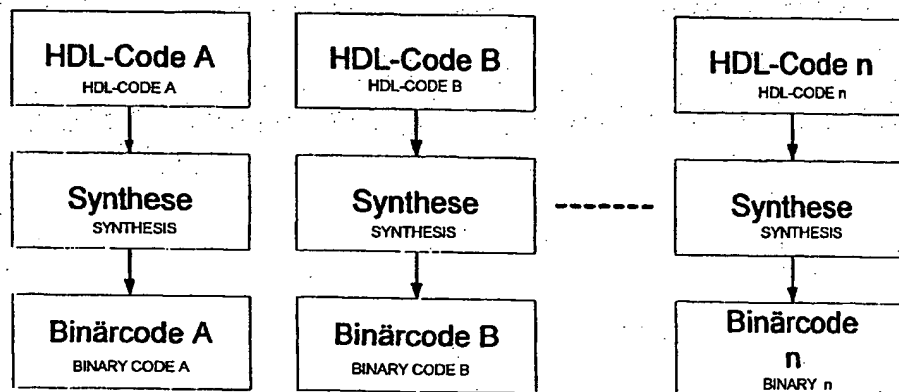 HDL-Code A
HDL-CODE A
Synthese
SYNTHESIS
Binärcode A
BINARY CODE A
HDL-Code B
HDL-CODE B
Synthese
SYNTHESIS
Binärcode B
BINARY CODE B
HDL-Code n
HDL-CODE n
Synthese
SYNTHESIS
Binärcode
n
BINARY n